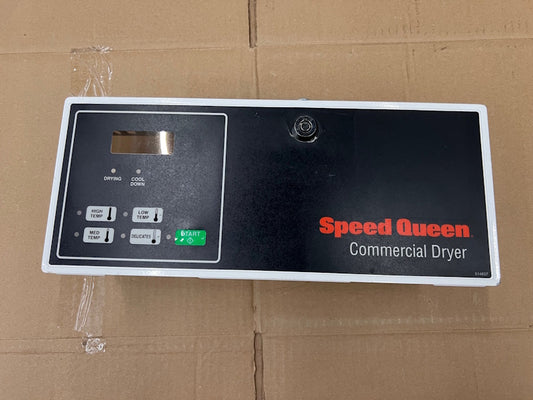 DRYING
COOL
DOWN
HIGH
TEMP
LOW
TEMP
MED
TEMP
DELICATES
START
Speed Queen
Commercial Dryer